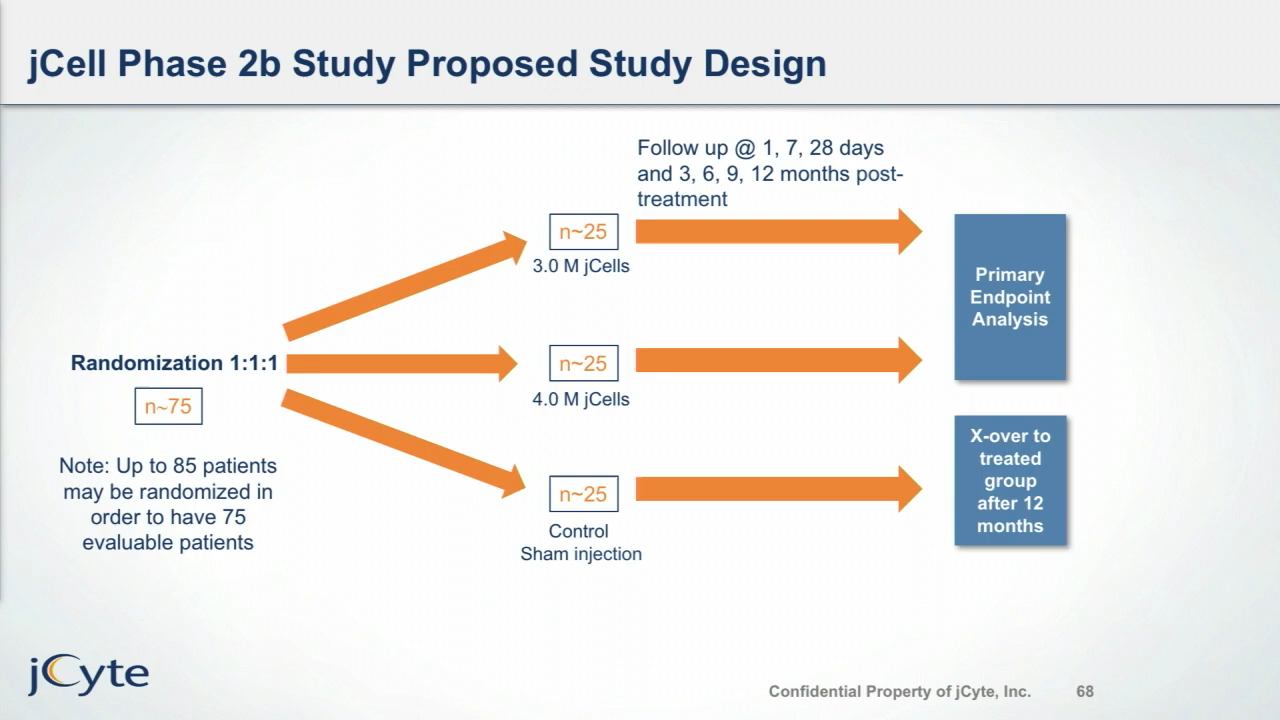 jCell Phase 2b Study Proposed Study Design
Follow up @ 1, 7, 28 days
and 3, 6, 9, 12 months post-
treatment
n~25
3.0 M jCells
Primary
Endpoint
Analysis
Randomization 1:1:1
n~75
n~25
4.0 M jCells
Note: Up to 85 patients
may be randomized in
order to have 75
evaluable patients
n~25
Control
Sham injection
X-over to
treated
group
after 12
months
jCyte
Confidential Property of jCyte, Inc.
68